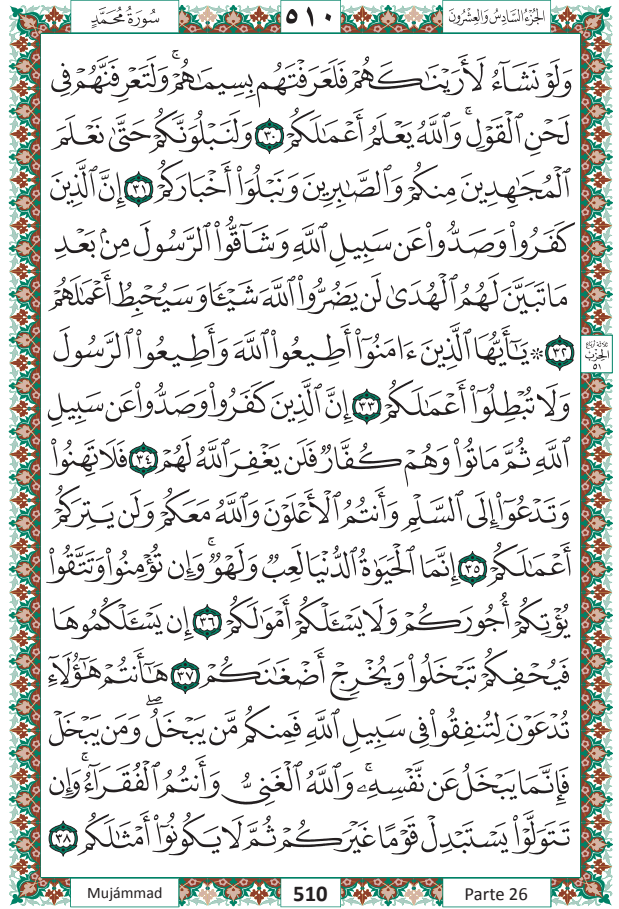 سُورَةُ مُحَمَّدٍ ٥١٠ الجُزْءُ السَّادِسُ وَالعِشْرُونَ
وَلَوْ نَشَآءُ لَأَرَيْنَٰكَهُمْ فَلَعَرَفْتَهُم بِسِيمَٰهُمْۚ وَلَتَعْرِفَنَّهُمْ فِى
لَحْنِ ٱلْقَوْلِۚ وَٱللَّهُ يَعْلَمُ أَعْمَٰلَكُمْ ٣٠ وَلَنَبْلُوَنَّكُمْ حَتَّىٰ نَعْلَمَ
ٱلْمُجَٰهِدِينَ مِنكُمْ وَٱلصَّٰبِرِينَ وَنَبْلُوَا۟ أَخْبَارَكُمْ ٣١ إِنَّ ٱلَّذِينَ
كَفَرُوا۟ وَصَدُّوا۟ عَن سَبِيلِ ٱللَّهِ وَشَآقُّوا۟ ٱلرَّسُولَ مِنۢ بَعْدِ
مَا تَبَيَّنَ لَهُمُ ٱلْهُدَىٰ لَن يَضُرُّوا۟ ٱللَّهَ شَيْـًٔا وَسَيُحْبِطُ أَعْمَٰلَهُمْ
٣٢ ۞ يَٰٓأَيُّهَا ٱلَّذِينَ ءَامَنُوٓا۟ أَطِيعُوا۟ ٱللَّهَ وَأَطِيعُوا۟ ٱلرَّسُولَ
ثلاثة أرباع
الحِزْب
٥١
وَلَا تُبْطِلُوٓا۟ أَعْمَٰلَكُمْ ٣٣ إِنَّ ٱلَّذِينَ كَفَرُوا۟ وَصَدُّوا۟ عَن سَبِيلِ
ٱللَّهِ ثُمَّ مَاتُوا۟ وَهُمْ كُفَّارٌ فَلَن يَغْفِرَ ٱللَّهُ لَهُمْ ٣٤ فَلَا تَهِنُوا۟
وَتَدْعُوٓا۟ إِلَى ٱلسَّلْمِ وَأَنتُمُ ٱلْأَعْلَوْنَ وَٱللَّهُ مَعَكُمْ وَلَن يَتِرَكُمْ
أَعْمَٰلَكُمْ ٣٥ إِنَّمَا ٱلْحَيَوٰةُ ٱلدُّنْيَا لَعِبٌ وَلَهْوٌۚ وَإِن تُؤْمِنُوا۟ وَتَتَّقُوا۟
يُؤْتِكُمْ أُجُورَكُمْ وَلَا يَسْـَٔلْكُمْ أَمْوَٰلَكُمْ ٣٦ إِن يَسْـَٔلْكُمُوهَا
فَيُحْفِكُمْ تَبْخَلُوا۟ وَيُخْرِجْ أَضْغَٰنَكُمْ ٣٧ هَٰٓأَنتُمْ هَٰٓؤُلَآءِ
تُدْعَوْنَ لِتُنفِقُوا۟ فِى سَبِيلِ ٱللَّهِ فَمِنكُم مَّن يَبْخَلُۖ وَمَن يَبْخَلْ
فَإِنَّمَا يَبْخَلُ عَن نَّفْسِهِۦۚ وَٱللَّهُ ٱلْغَنِىُّ وَأَنتُمُ ٱلْفُقَرَآءُۚ وَإِن
تَتَوَلَّوْا۟ يَسْتَبْدِلْ قَوْمًا غَيْرَكُمْ ثُمَّ لَا يَكُونُوٓا۟ أَمْثَٰلَكُم ٣٨
Mujámmad 510 Parte 26